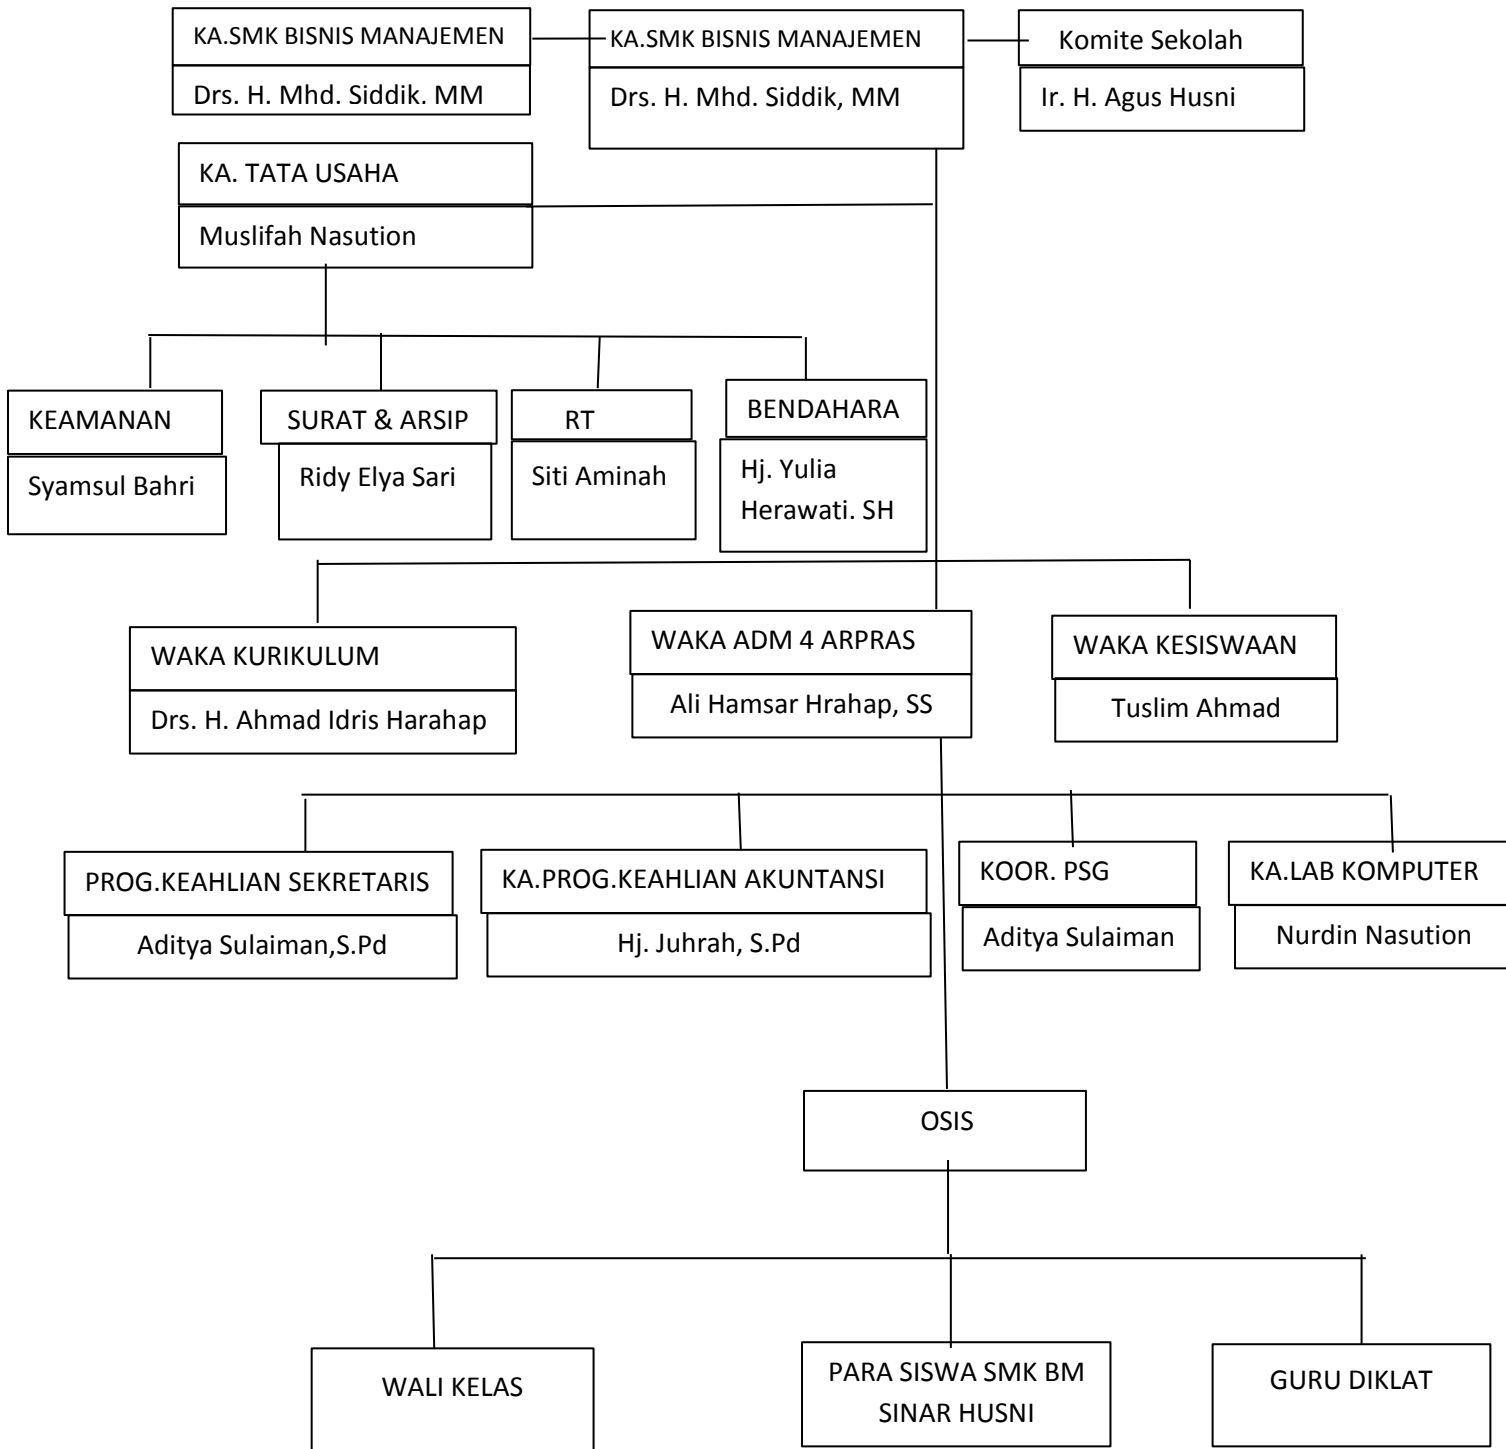 KA.SMK BISNIS MANAJEMEN
Drs. H. Mhd. Siddik. MM
KA.SMK BISNIS MANAJEMEN
Drs. H. Mhd. Siddik, MM
Komite Sekolah
Ir. H. Agus Husni
KA. TATA USAHA
Muslifah Nasution
KEAMANAN
Syamsul Bahri
SURAT & ARSIP
Ridy Elya Sari
RT
Siti Aminah
BENDAHARA
Hj. Yulia
Herawati. SH
WAKA KURIKULUM
Drs. H. Ahmad Idris Harahap
WAKA ADM 4 ARPRAS
Ali Hamsar Hrahap, SS
WAKA KESISWAAN
Tuslim Ahmad
PROG.KEAHLIAN SEKRETARIS
Aditya Sulaiman,S.Pd
KA.PROG.KEAHLIAN AKUNTANSI
Hj. Juhrah, S.Pd
KOOR. PSG
Aditya Sulaiman
KA.LAB KOMPUTER
Nurdin Nasution
OSIS
WALI KELAS
PARA SISWA SMK BM
SINAR HUSNI
GURU DIKLAT